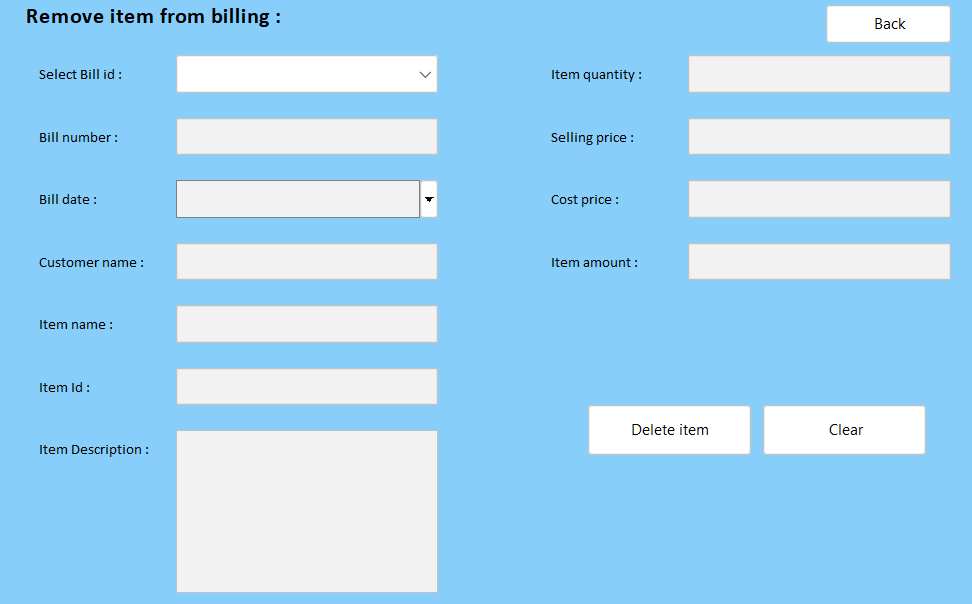 Remove item from billing :
Back
Select Bill id :
Item quantity :
Bill number :
Selling price :
Bill date :
Cost price :
Customer name :
Item amount :
Item name :
Item Id :
Delete item
Clear
Item Description :